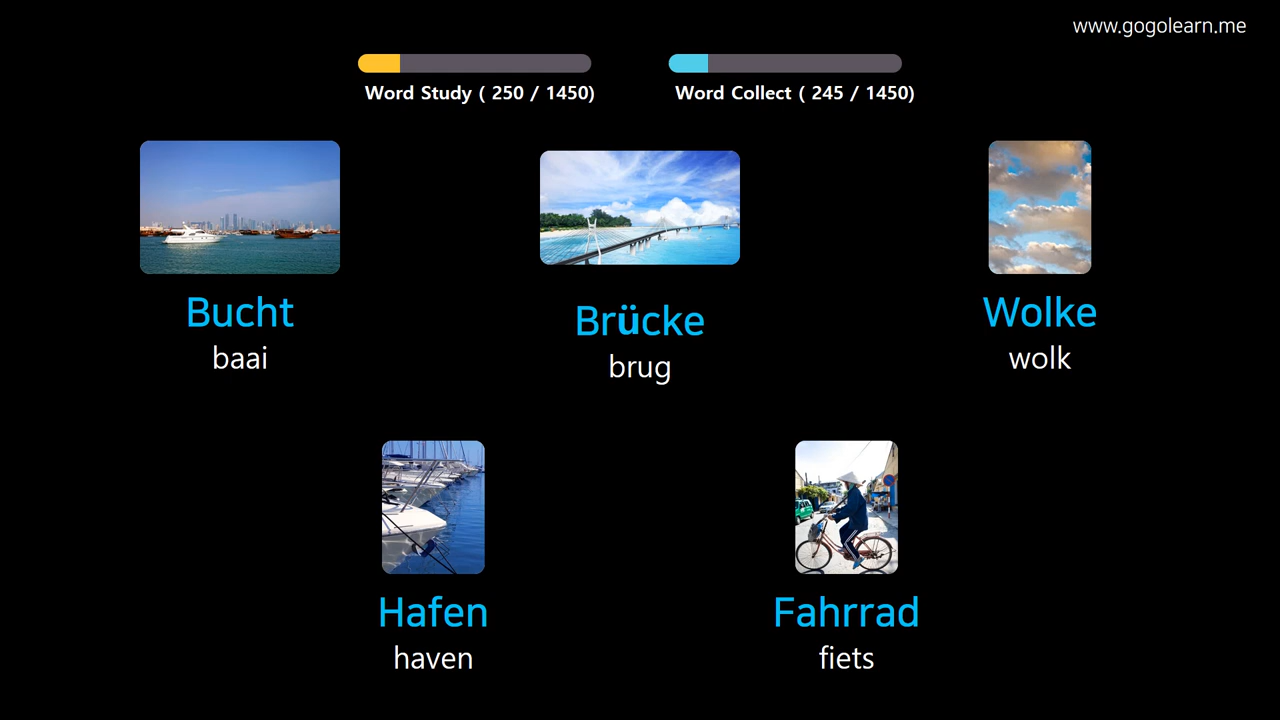 www.gogolearn.me
Word Study ( 250 / 1450)
Word Collect ( 245 / 1450)
Bucht
baai
Brücke
brug
Wolke
wolk
Hafen
haven
Fahrrad
fiets